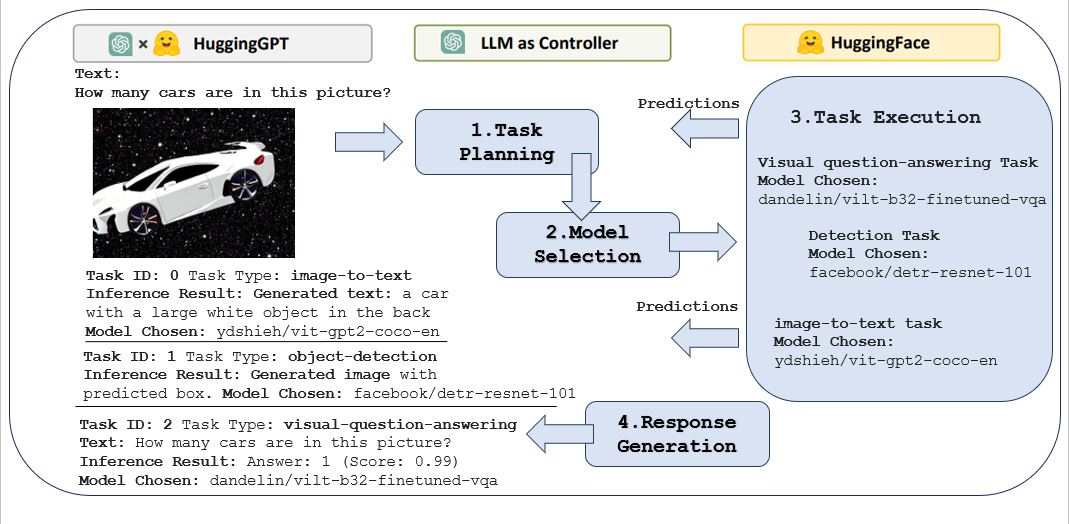 HuggingGPT
LLM as Controller
HuggingFace
Text:
How many cars are in this picture?
1.Task
Planning
2.Model
Selection
Predictions
3.Task Execution
Visual question-answering Task
Model Chosen:
dandelin/vilt-b32-finetuned-vqa
Detection Task
Model Chosen:
facebook/detr-resnet-101
Predictions
image-to-text task
Model Chosen:
ydshieh/vit-gpt2-coco-en
Task ID: 0 Task Type: image-to-text
Inference Result: Generated text: a car
with a large white object in the back
Model Chosen: ydshieh/vit-gpt2-coco-en
Task ID: 1 Task Type: object-detection
Inference Result: Generated image with
predicted box. Model Chosen: facebook/detr-resnet-101
4.Response
Generation
Task ID: 2 Task Type: visual-question-answering
Text: How many cars are in this picture?
Inference Result: Answer: 1 (Score: 0.99)
Model Chosen: dandelin/vilt-b32-finetuned-vqa